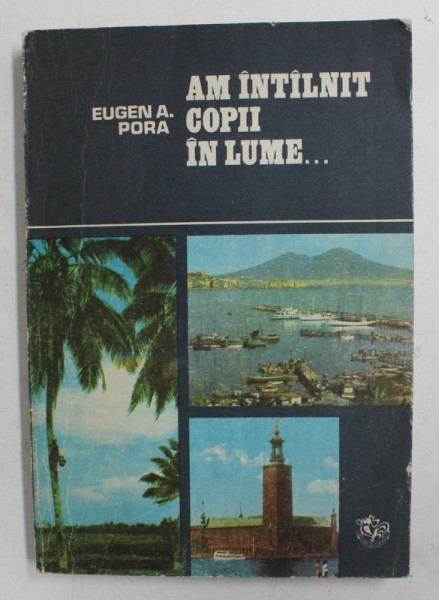 EUGEN A.
PORA
AM ÎNTÎLNIT
COPII
ÎN LUME...